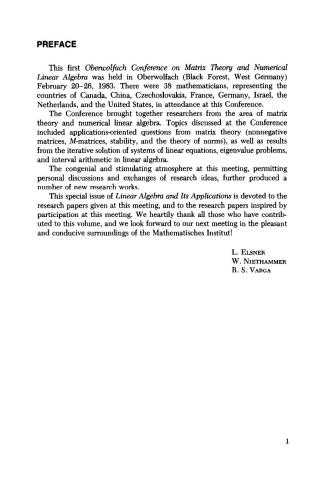 PREFACE
This first Oberwolfach Conference on Matrix Theory and Numerical
Linear Algebra was held in Oberwolfach (Black Forest, West Germany)
February 20–26, 1983. There were 38 mathematicians, representing the
countries of Canada, China, Czechoslovakia, France, Germany, Israel, the
Netherlands, and the United States, in attendance at this Conference.
The Conference brought together researchers from the area of matrix
theory and numerical linear algebra. Topics discussed at the Conference
included applications-oriented questions from matrix theory (nonnegative
matrices, M-matrices, stability, and the theory of norms), as well as results
from the iterative solution of systems of linear equations, eigenvalue problems,
and interval arithmetic in linear algebra.
The congenial and stimulating atmosphere at this meeting, permitting
personal discussions and exchanges of research ideas, further produced a
number of new research works.
This special issue of Linear Algebra and Its Applications is devoted to the
research papers given at this meeting, and to the research papers inspired by
participation at this meeting. We heartily thank all those who have contrib-
uted to this volume, and we look forward to our next meeting in the pleasant
and conducive surroundings of the Mathematisches Institut!
L. ELSNER
W. NIETHAMMER
R. S. VARGA
1